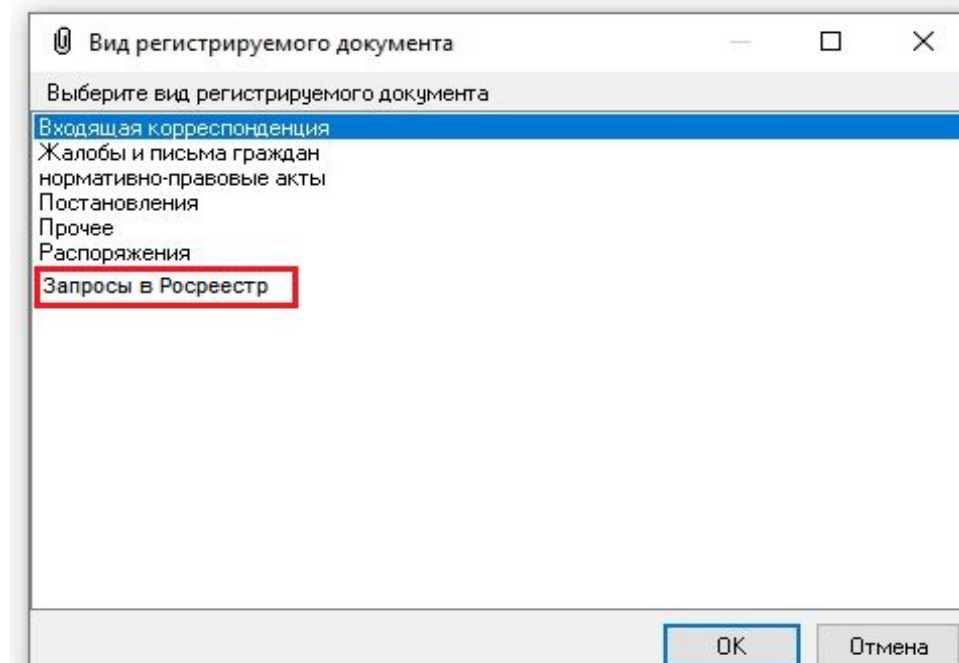 Вид регистрируемого документа
Выберите вид регистрируемого документа
Входящая корреспонденция
Жалобы и письма граждан
нормативно-правовые акты
Постановления
Прочее
Распоряжения
Запросы в Росреестр
OK
Отмена